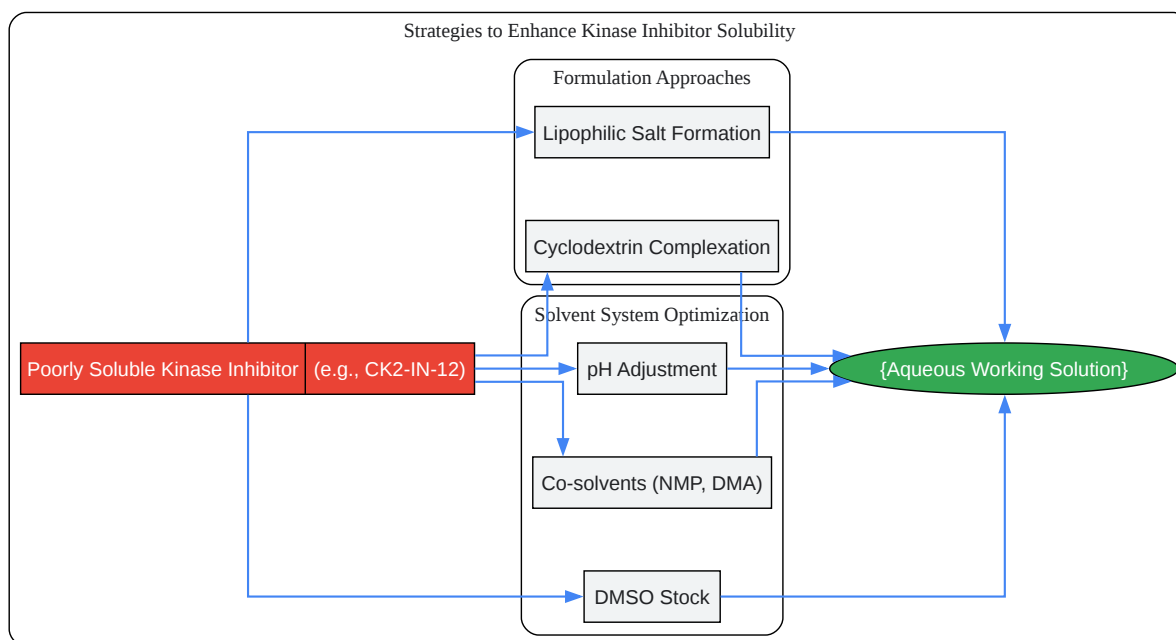 Strategies to Enhance Kinase Inhibitor Solubility
Formulation Approaches
Lipophilic Salt Formation
Cyclodextrin Complexation
Solvent System Optimization
Poorly Soluble Kinase Inhibitor
(e.g., CK2-IN-12)
pH Adjustment
{Aqueous Working Solution}
Co-solvents (NMP, DMA)
DMSO Stock